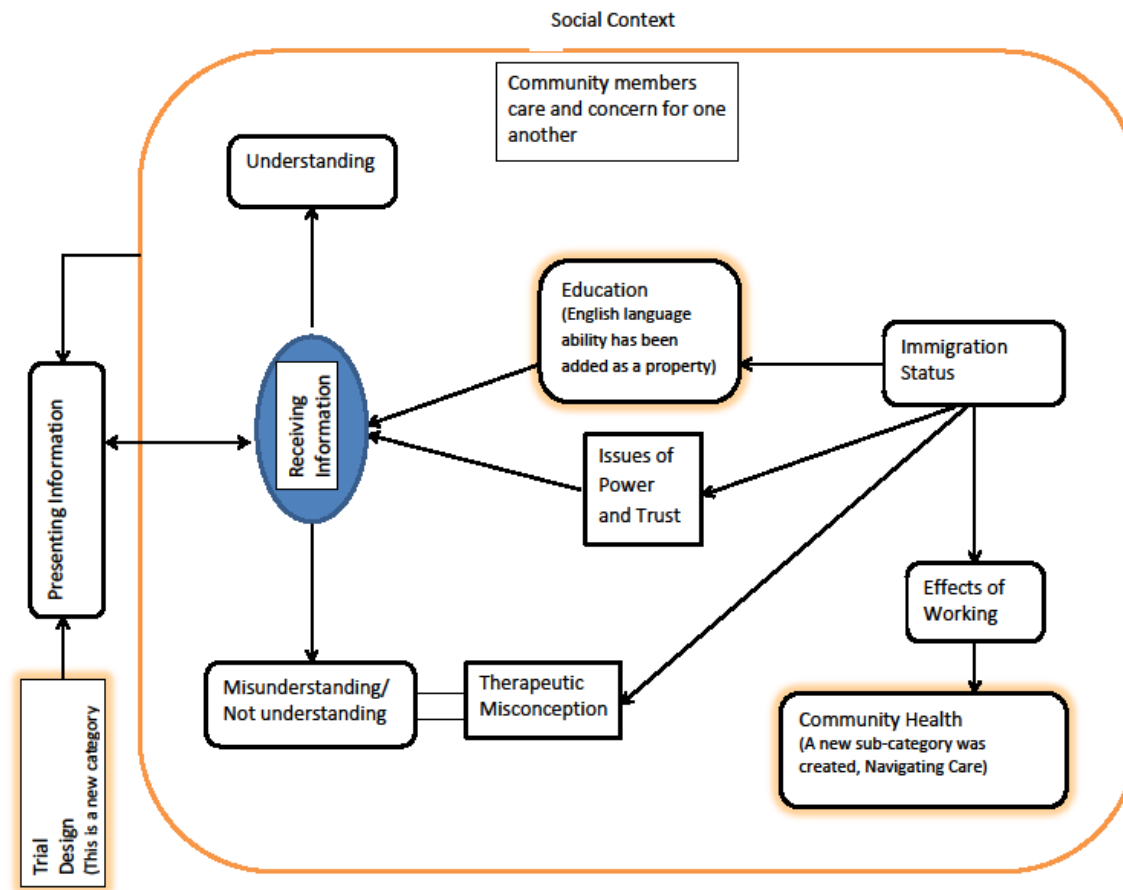 Social Context
Community members
care and concern for one
another
Understanding
Education
(English language
ability has been
added as a property)
Immigration
Status
Receiving
Information
Issues of
Power
and Trust
Presenting Information
Effects of
Working
Misunderstanding/
Not understanding
Therapeutic
Misconception
Community Health
(A new sub-category was
created, Navigating Care)
Trial
Design
(This is a new category